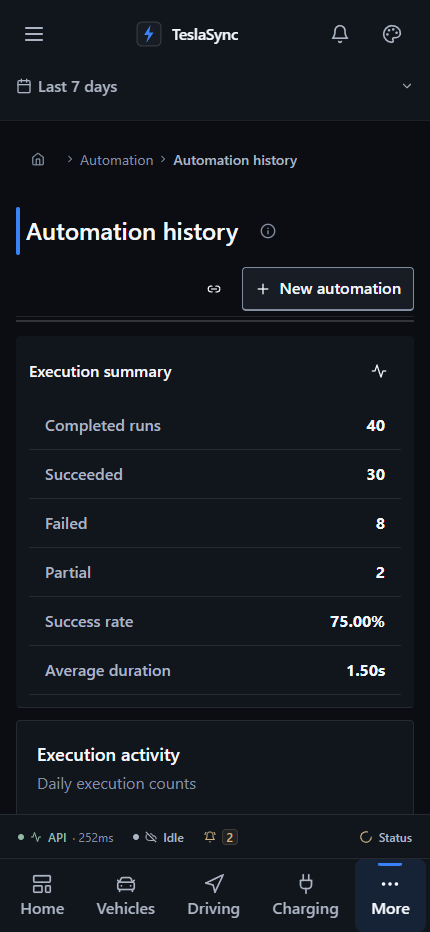 TeslaSync
Last 7 days
Automation
Automation history
Automation history
New automation
Execution summary
Completed runs 40
Succeeded 30
Failed 8
Partial 2
Success rate 75.00%
Average duration 1.50s
Execution activity
Daily execution counts
API · 252ms Idle 2 Status
Home Vehicles Driving Charging More